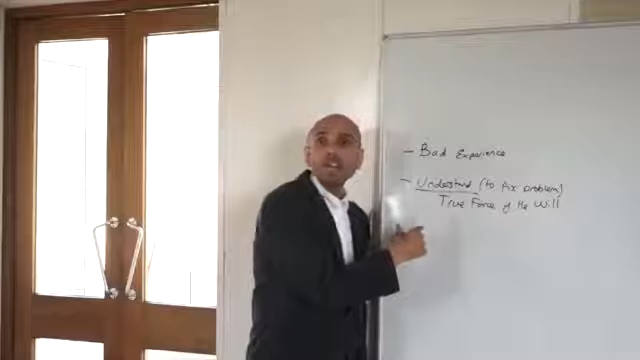 - Bad Experience
- Understand (to fix problem)
True Force of the Will